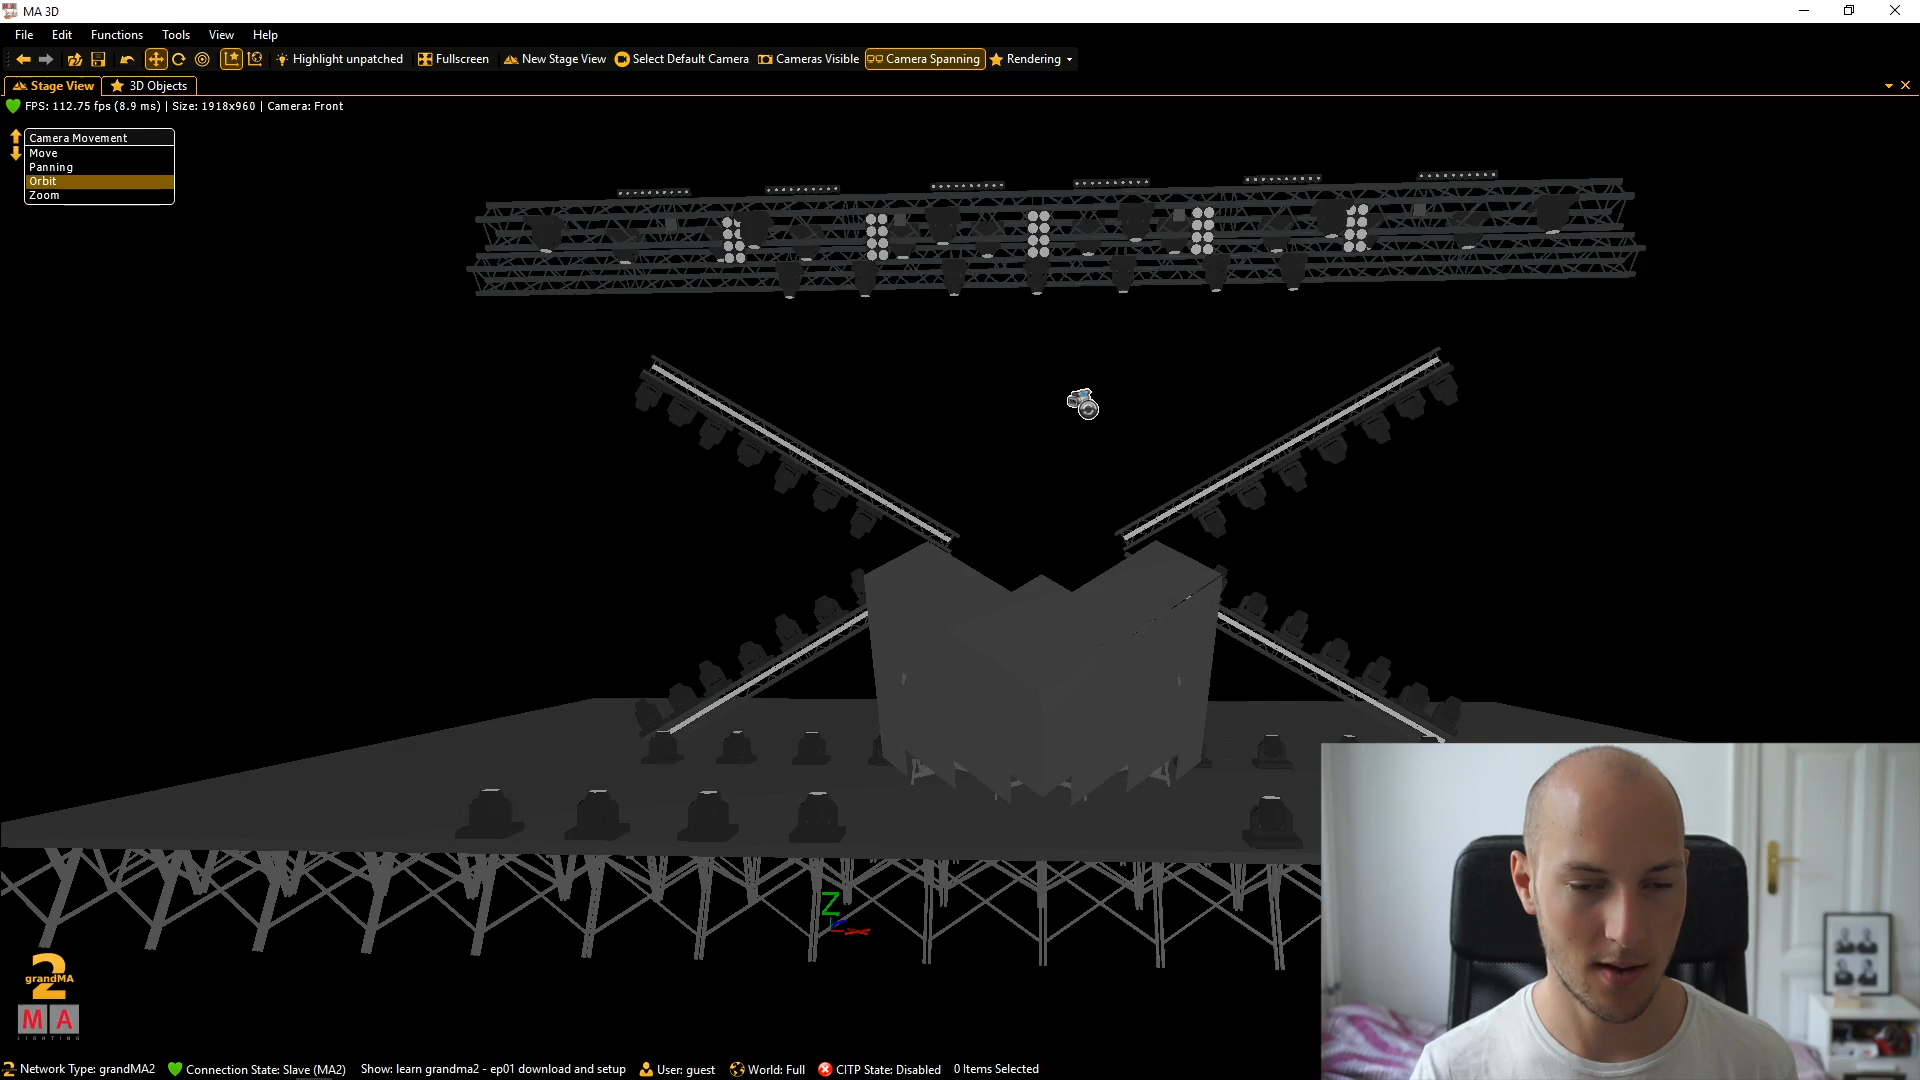 MA 3D
File Edit Functions Tools View Help
Highlight unpatched Fullscreen New Stage View Select Default Camera Cameras Visible Camera Spanning Rendering
Stage View 3D Objects
FPS: 112.75 fps (8.9 ms) | Size: 1918x960 | Camera: Front
Camera Movement
Move
Panning
Orbit
Zoom
Z
X
2
grandMA
MA
LIGHTING
2 Network Type: grandMA2 Connection State: Slave (MA2) Show: learn grandma2 - ep01 download and setup User: guest World: Full CITP State: Disabled 0 Items Selected